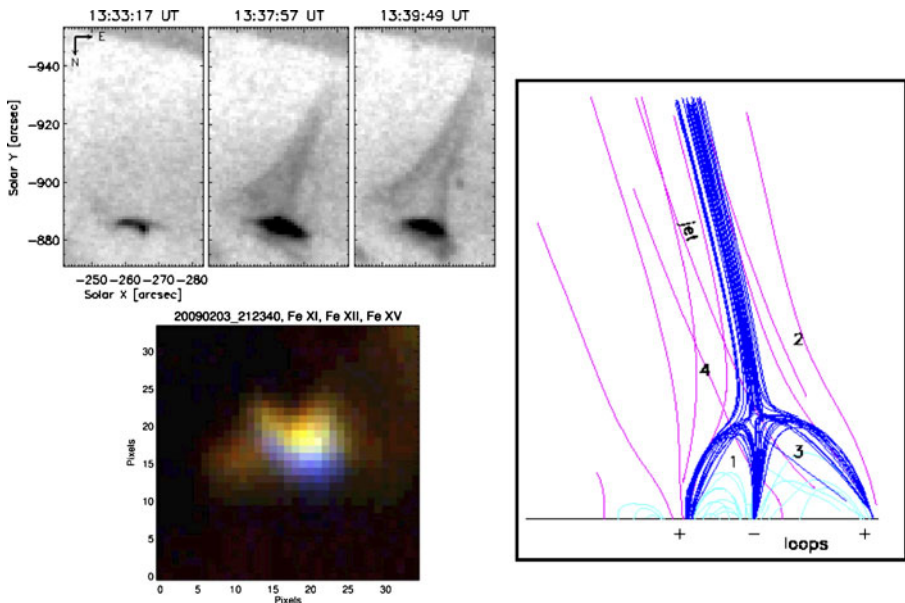 13:33:17 UT 13:37:57 UT 13:39:49 UT
E
N
Solar Y [arcsec]
-940
-920
-900
-880
-250 -260 -270 -280
Solar X [arcsec]
20090203_212340, Fe XI, Fe XII, Fe XV
Pixels
30
25
20
15
10
5
0
0 5 10 15 20 25 30
Pixels
jet
2
4
1
3
+ - +
loops